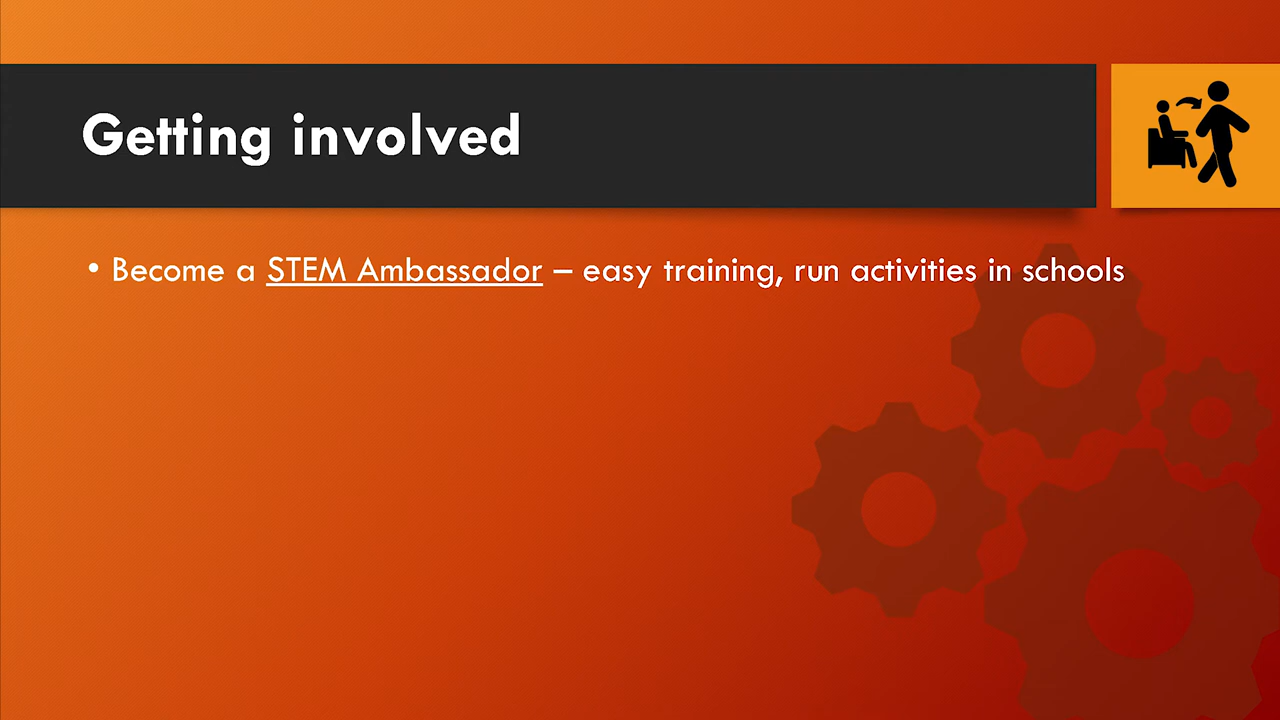 Getting involved
• Become a STEM Ambassador – easy training, run activities in schools